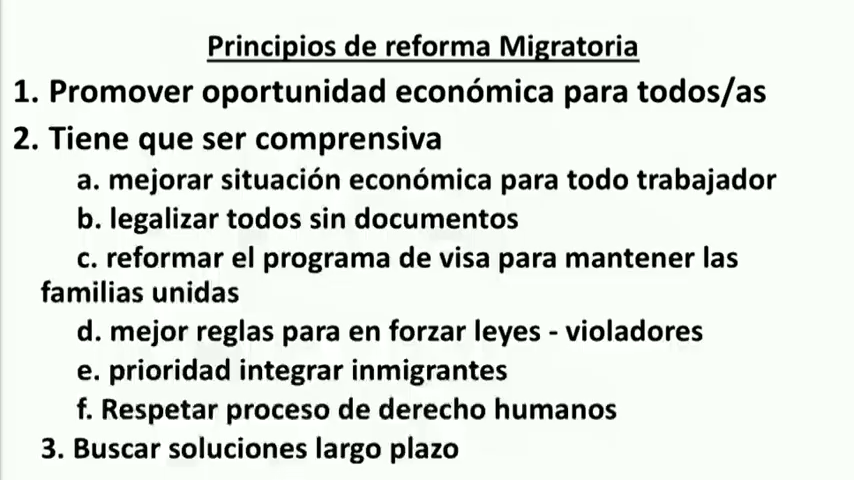 Principios de reforma Migratoria
1. Promover oportunidad económica para todos/as
2. Tiene que ser comprensiva
a. mejorar situación económica para todo trabajador
b. legalizar todos sin documentos
c. reformar el programa de visa para mantener las
familias unidas
d. mejor reglas para en forzar leyes - violadores
e. prioridad integrar inmigrantes
f. Respetar proceso de derecho humanos
3. Buscar soluciones largo plazo